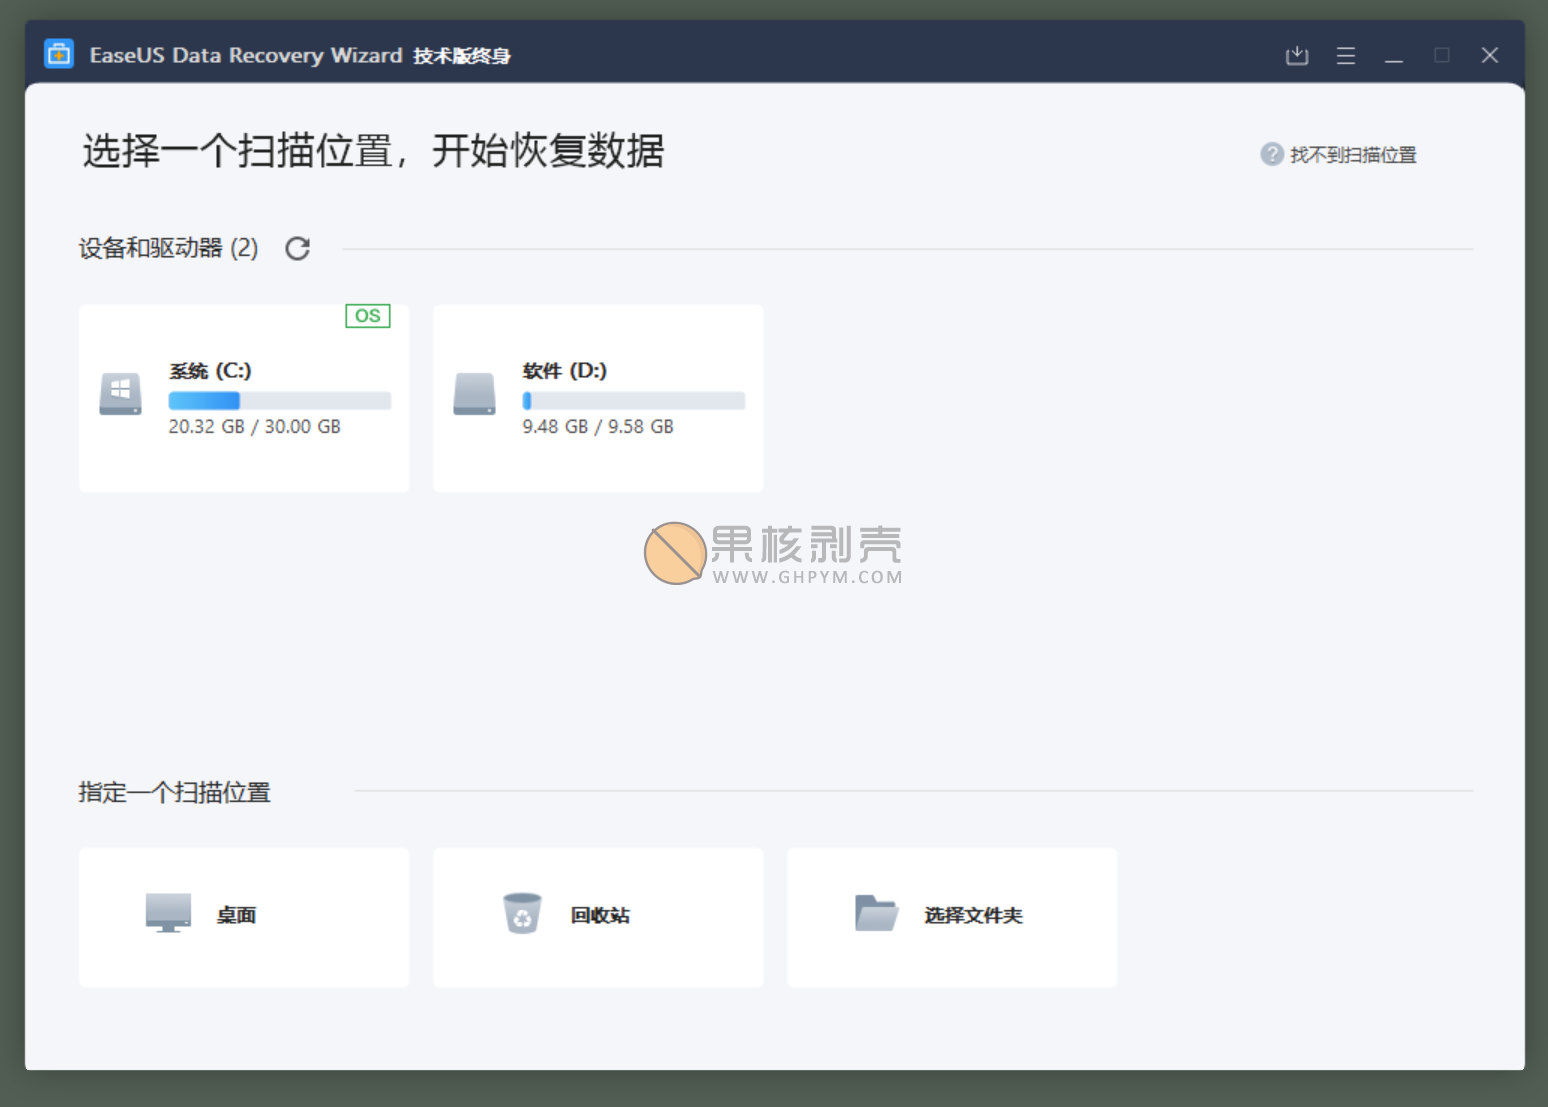 EaseUS Data Recovery Wizard 技术版终身
选择一个扫描位置，开始恢复数据
? 找不到扫描位置
设备和驱动器 (2)
OS
系统 (C:)
20.32 GB / 30.00 GB
软件 (D:)
9.48 GB / 9.58 GB
果核剥壳
WWW.GHPYM.COM
指定一个扫描位置
桌面
回收站
选择文件夹